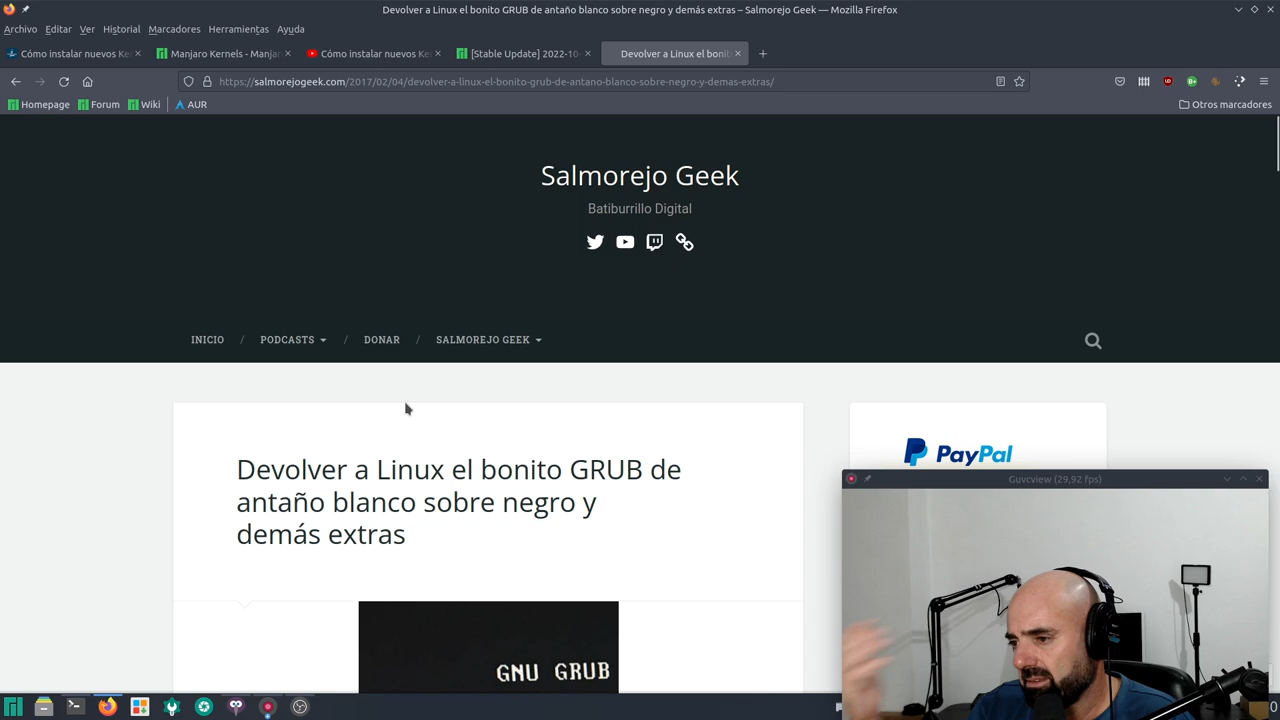 Devolver a Linux el bonito GRUB de antaño blanco sobre negro y demás extras – Salmorejo Geek — Mozilla Firefox
Archivo Editar Ver Historial Marcadores Herramientas Ayuda
Cómo instalar nuevos Ke
Manjaro Kernels - Manja
Cómo instalar nuevos Ke
[Stable Update] 2022-10-
Devolver a Linux el boni
https://salmorejogeek.com/2017/02/04/devolver-a-linux-el-bonito-grub-de-antano-blanco-sobre-negro-y-demas-extras/
Homepage Forum Wiki AUR Otros marcadores
Salmorejo Geek
Batiburrillo Digital
INICIO / PODCASTS / DONAR / SALMOREJO GEEK
Devolver a Linux el bonito GRUB de
antaño blanco sobre negro y
demás extras
PayPal
Guvcview (29,92 fps)
GNU GRUB